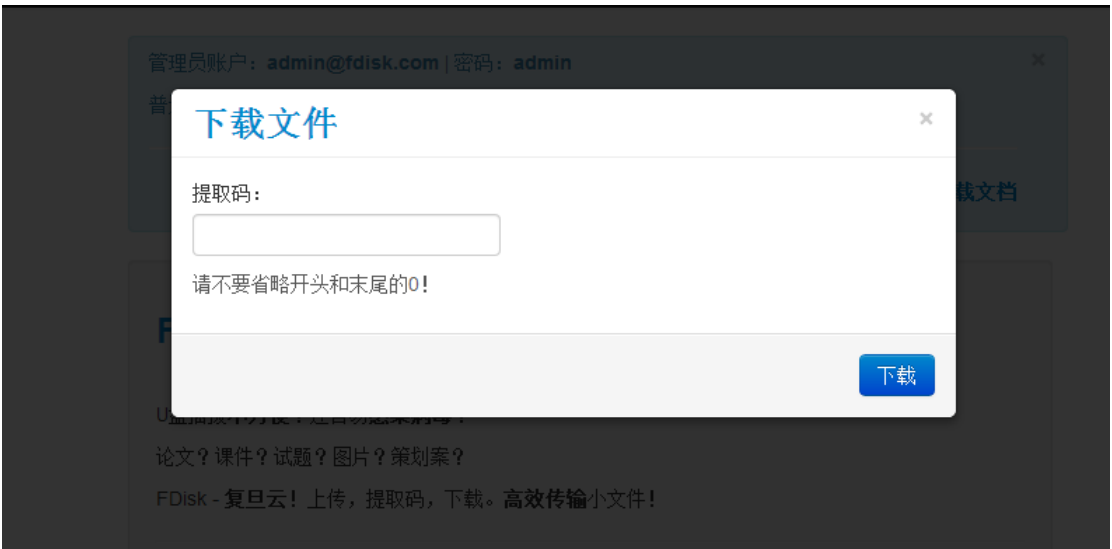 管理员账户：admin@fdisk.com | 密码：admin
×
普
下载文件
×
提取码：
载文档
请不要省略开头和末尾的0！
F
下载
论文？课件？试题？图片？策划案？
FDisk - 复旦云！上传，提取码，下载。高效传输小文件！